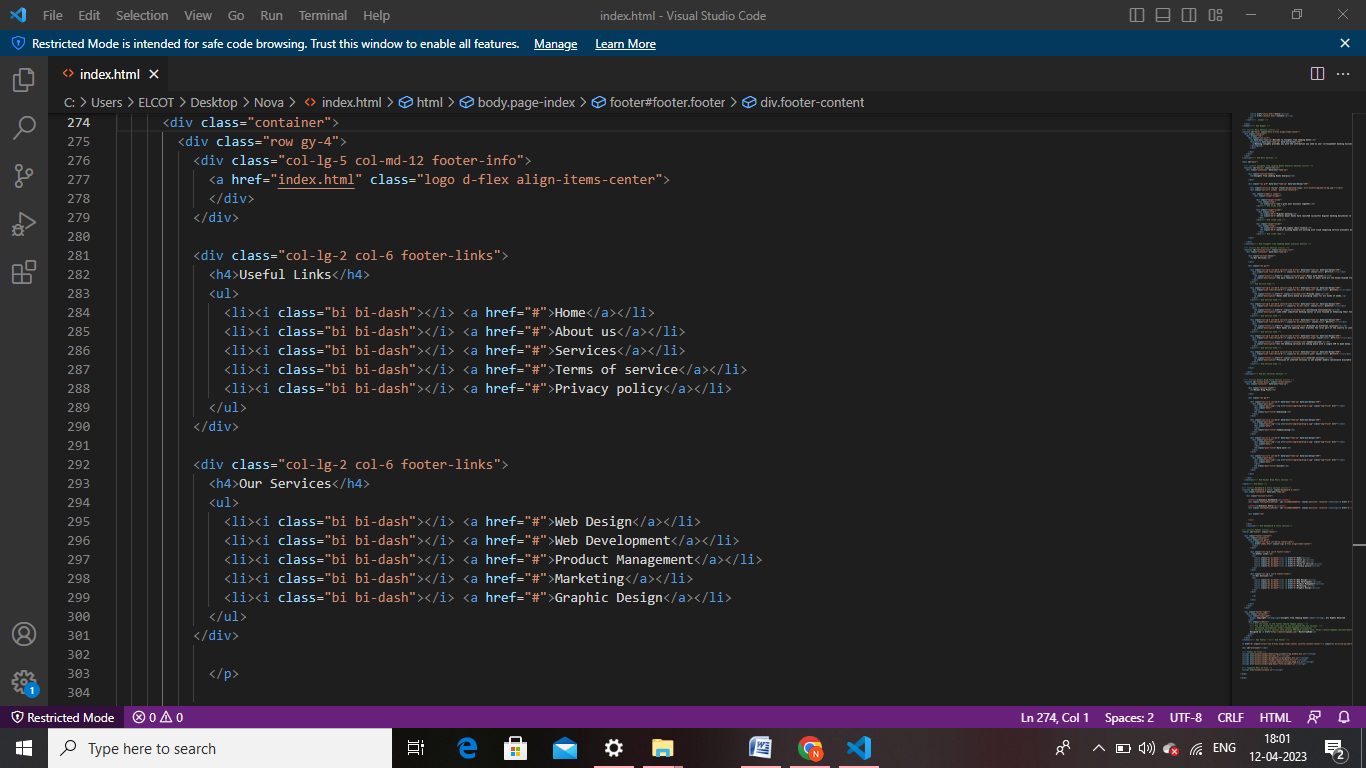 File Edit Selection View Go Run Terminal Help index.html - Visual Studio Code
Restricted Mode is intended for safe code browsing. Trust this window to enable all features. Manage Learn More
index.html
C: > Users > ELCOT > Desktop > Nova > index.html > html > body.page-index > footer#footer.footer > div.footer-content
274 <div class="container">
275 <div class="row gy-4">
276 <div class="col-lg-5 col-md-12 footer-info">
277 <a href="index.html" class="logo d-flex align-items-center">
278 </div>
279 </div>
280
281 <div class="col-lg-2 col-6 footer-links">
282 <h4>Useful Links</h4>
283 <ul>
284 <li><i class="bi bi-dash"></i> <a href="#">Home</a></li>
285 <li><i class="bi bi-dash"></i> <a href="#">About us</a></li>
286 <li><i class="bi bi-dash"></i> <a href="#">Services</a></li>
287 <li><i class="bi bi-dash"></i> <a href="#">Terms of service</a></li>
288 <li><i class="bi bi-dash"></i> <a href="#">Privacy policy</a></li>
289 </ul>
290 </div>
291
292 <div class="col-lg-2 col-6 footer-links">
293 <h4>Our Services</h4>
294 <ul>
295 <li><i class="bi bi-dash"></i> <a href="#">Web Design</a></li>
296 <li><i class="bi bi-dash"></i> <a href="#">Web Development</a></li>
297 <li><i class="bi bi-dash"></i> <a href="#">Product Management</a></li>
298 <li><i class="bi bi-dash"></i> <a href="#">Marketing</a></li>
299 <li><i class="bi bi-dash"></i> <a href="#">Graphic Design</a></li>
300 </ul>
301 </div>
302
303 </p>
304
1
Restricted Mode 0 0 Ln 274, Col 1 Spaces: 2 UTF-8 CRLF HTML
Type here to search
N
W
ENG
18:01
12-04-2023
2